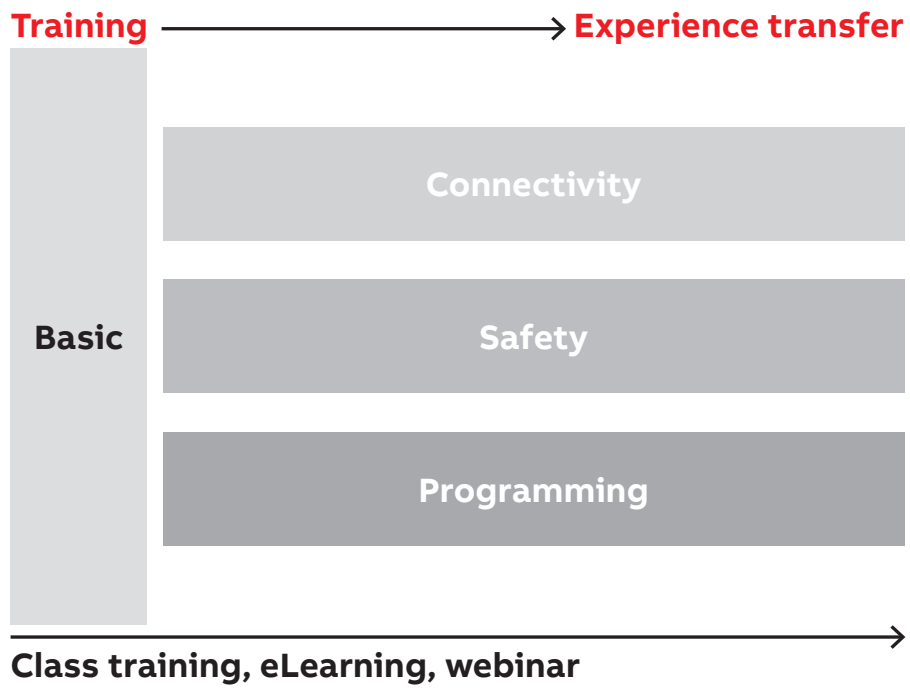 Training
Experience transfer
Connectivity
Basic
Safety
Programming
Class training, eLearning, webinar